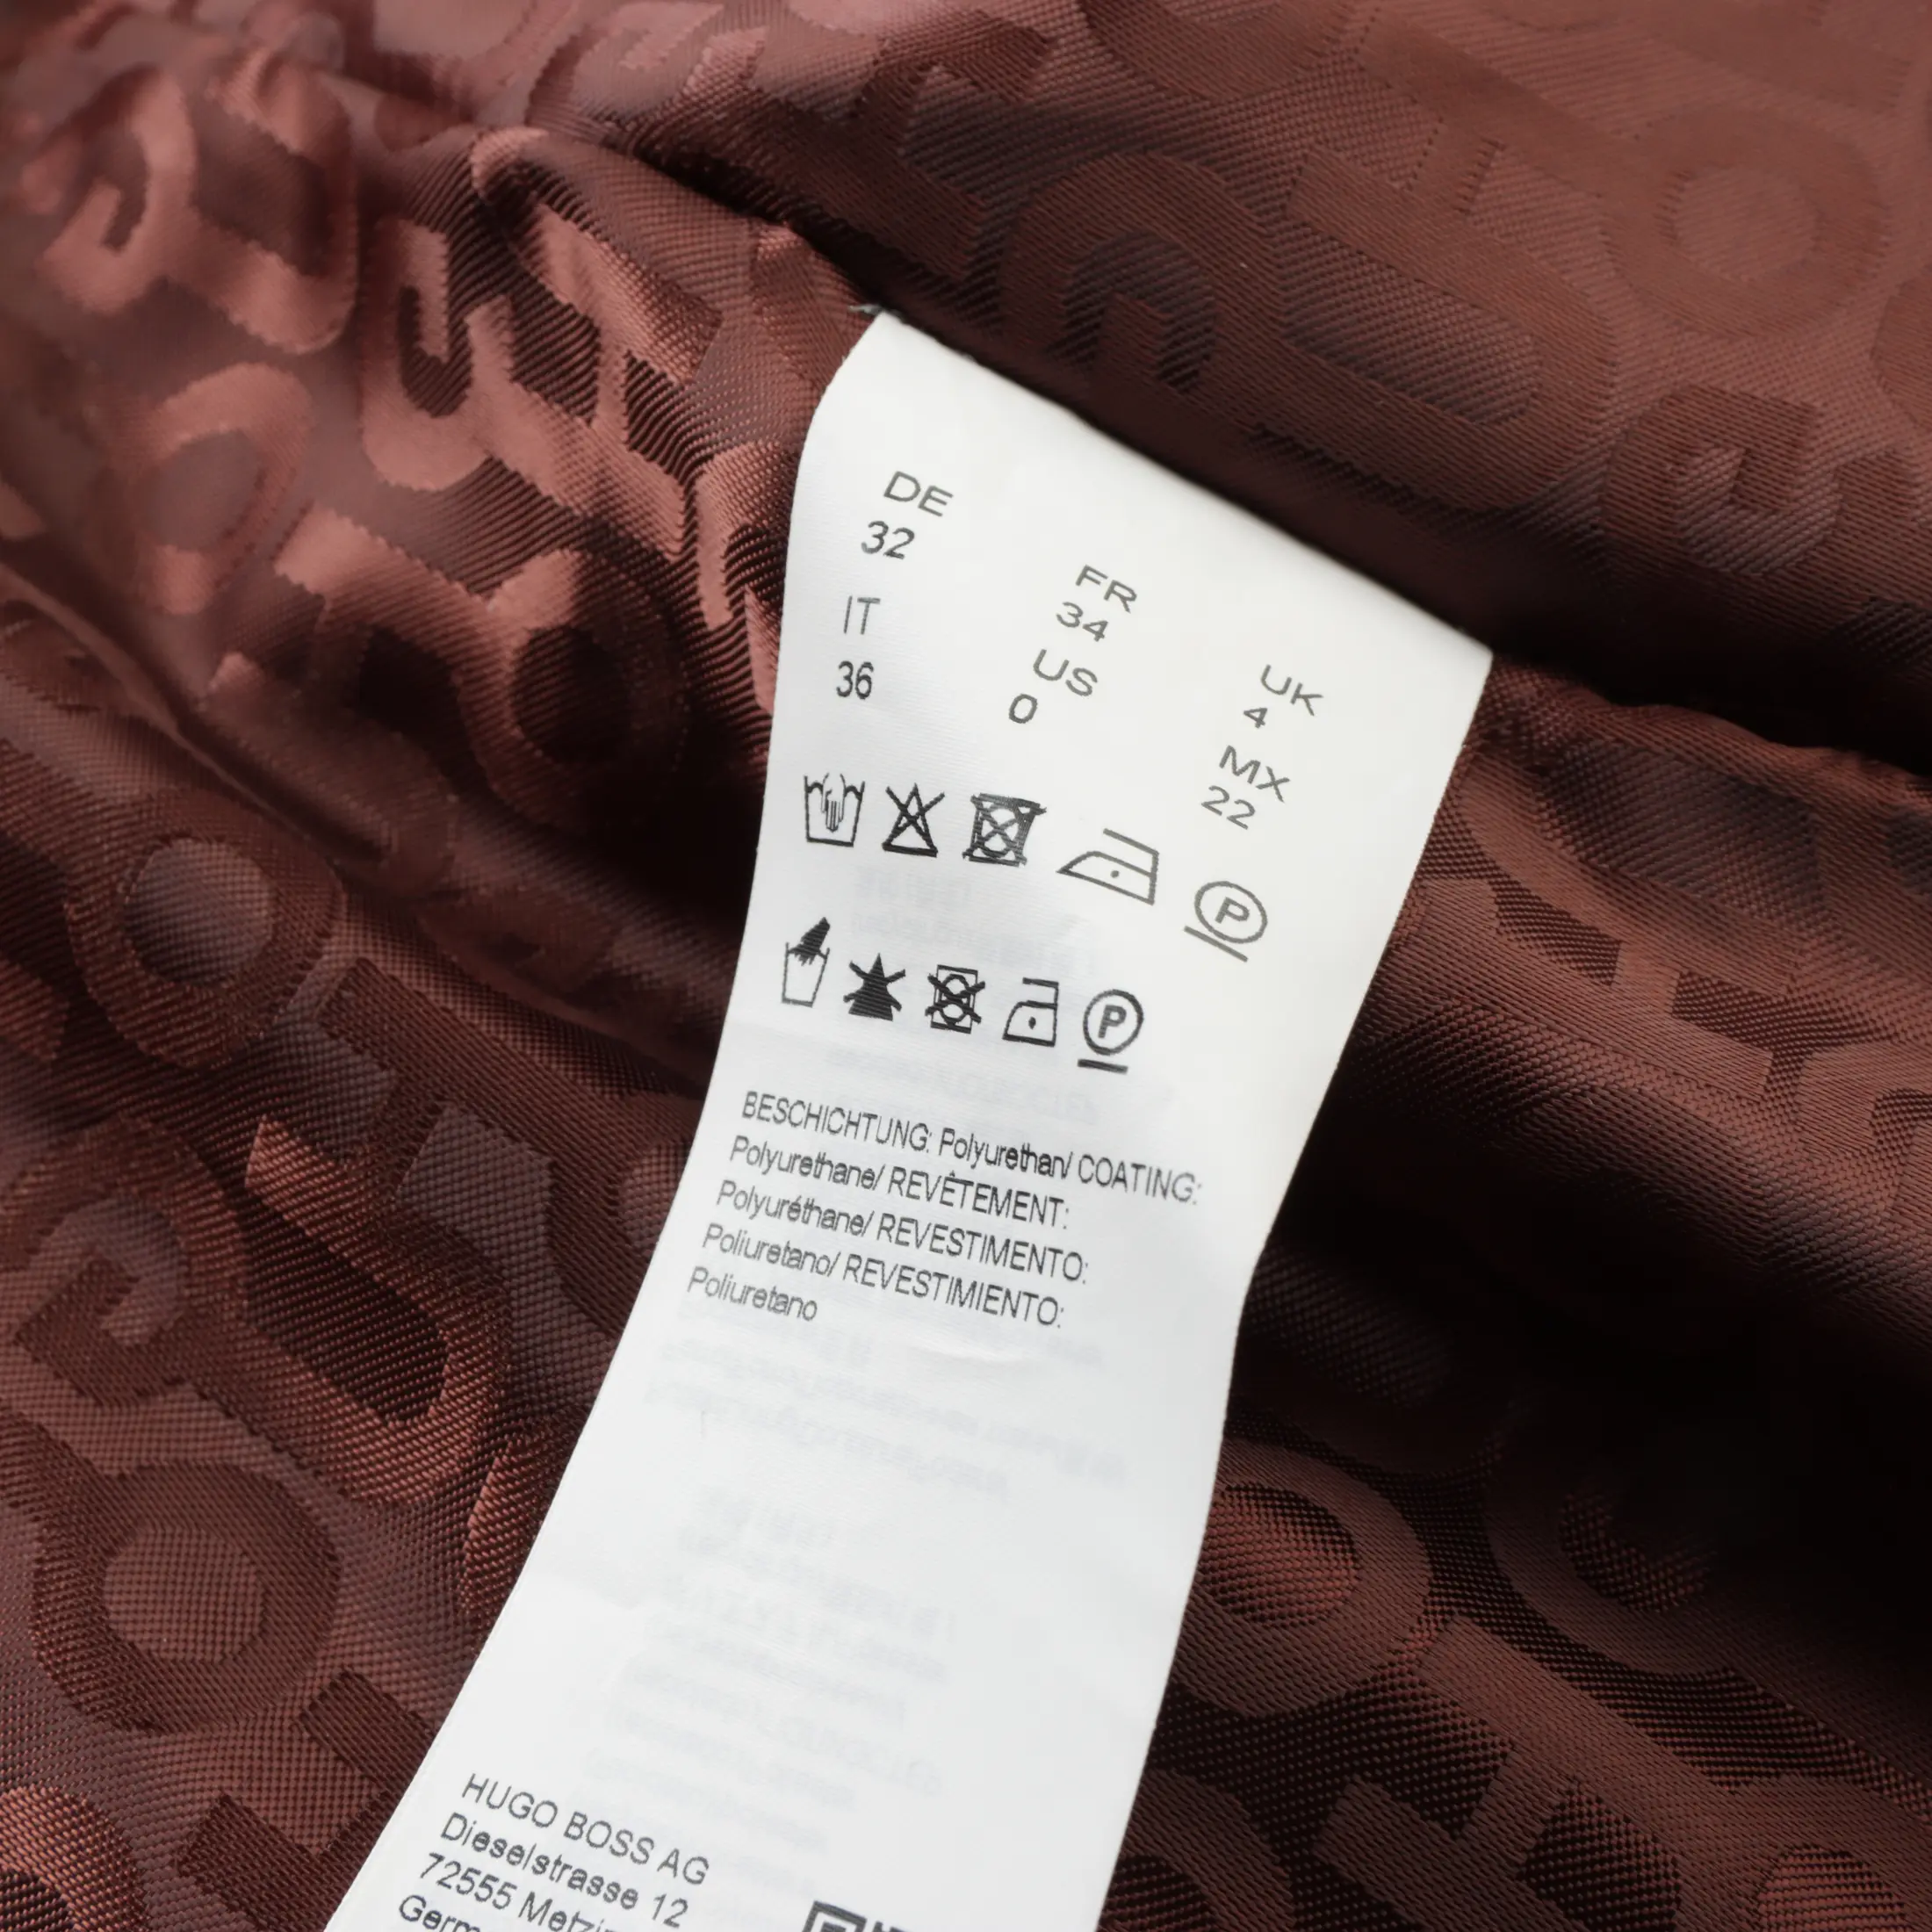 DE FR UK
32 34 4
IT US MX
36 0 22
P
P
BESCHICHTUNG: Polyurethan/ COATING:
Polyurethane/ REVÊTEMENT:
Polyuréthane/ REVESTIMENTO:
Poliuretano/ REVESTIMIENTO:
Poliuretano
HUGO BOSS AG
Dieselstrasse 12
72555